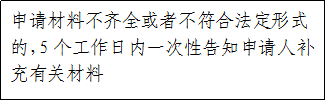 申请材料不齐全或者不符合法定形式
的，5个工作日内一次性告知申请人补
充有关材料